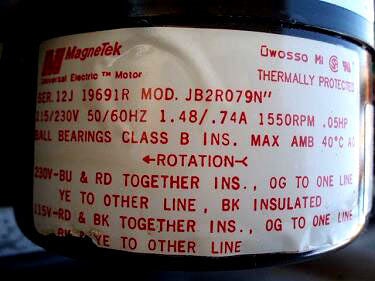 MagneTek
Owosso MI
Universal Electric ™ Motor
THERMALLY PROTECTED
SER. 12J 19691R MOD. JB2R079N"
115/230V 50/60HZ 1.48/.74A 1550RPM .05HP
BALL BEARINGS CLASS B INS. MAX AMB 40°C AO
←ROTATION←
230V-BU & RD TOGETHER INS., OG TO ONE LINE
YE TO OTHER LINE, BK INSULATED
115V-RD & BK TOGETHER INS., OG TO ONE LINE
BK & YE TO OTHER LINE